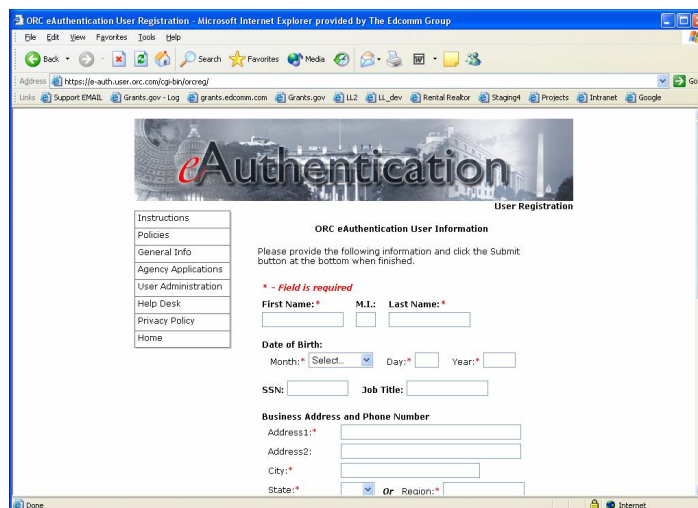 ORC eAuthentication User Registration - Microsoft Internet Explorer provided by The Edcomm Group
File Edit View Favorites Tools Help
Back Search Favorites Media
Address https://e-auth.user.orc.com/cgi-bin/orcreg/ Go
Links Support EMAIL Grants.gov - Log grants.edcomm.com Grants.gov LL2 LL_dev Rental Realtor Staging4 Projects Intranet Google
eAuthentication
User Registration
Instructions
Policies
General Info
Agency Applications
User Administration
Help Desk
Privacy Policy
Home
ORC eAuthentication User Information
Please provide the following information and click the Submit
button at the bottom when finished.
* - Field is required
First Name:* M.I.: Last Name:*
Date of Birth:
Month:* Select... Day:* Year:*
SSN: Job Title:
Business Address and Phone Number
Address1:*
Address2:
City:*
State:* Or Region:*
Done Internet